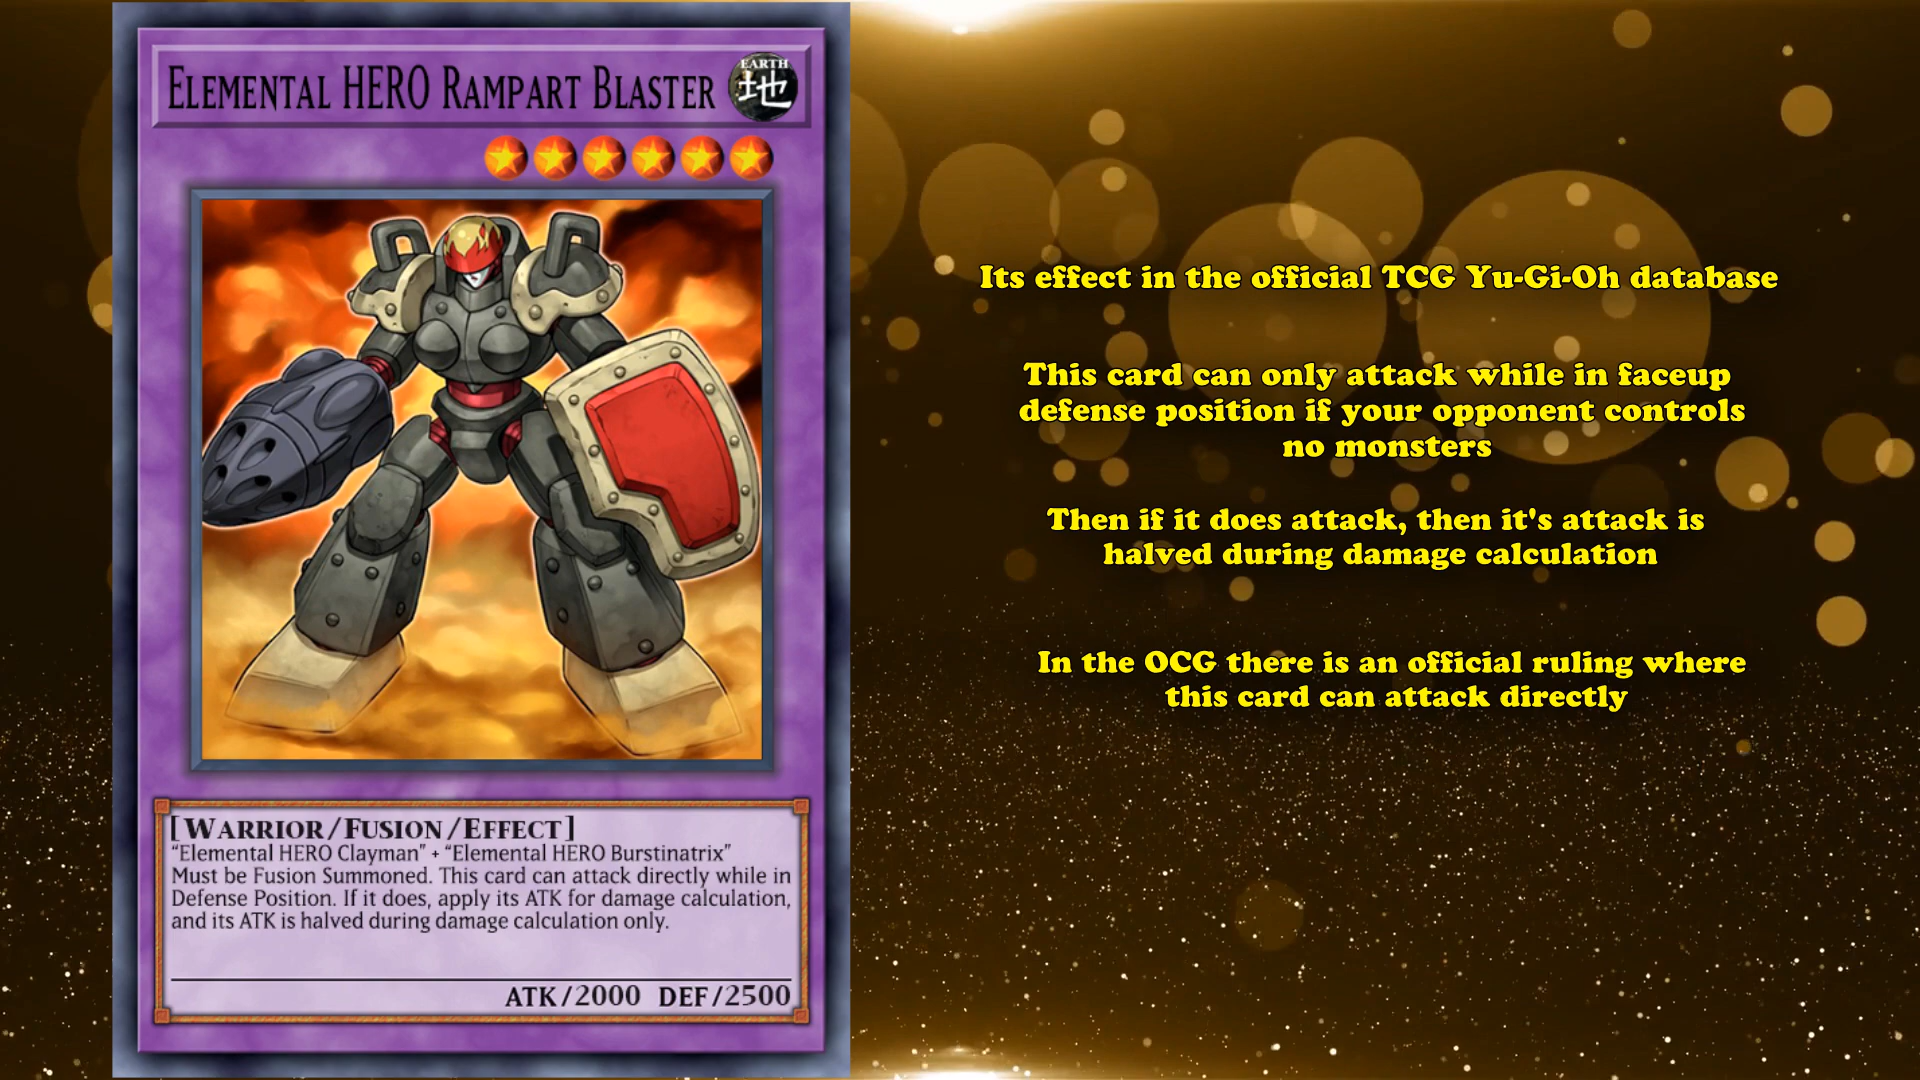 Elemental HERO Rampart Blaster
EARTH
地
[Warrior/Fusion/Effect]
“Elemental HERO Clayman” + “Elemental HERO Burstinatrix”
Must be Fusion Summoned. This card can attack directly while in
Defense Position. If it does, apply its ATK for damage calculation,
and its ATK is halved during damage calculation only.
ATK/2000 DEF/2500
Its effect in the official TCG Yu-Gi-Oh database
This card can only attack while in faceup
defense position if your opponent controls
no monsters
Then if it does attack, then it's attack is
halved during damage calculation
In the OCG there is an official ruling where
this card can attack directly